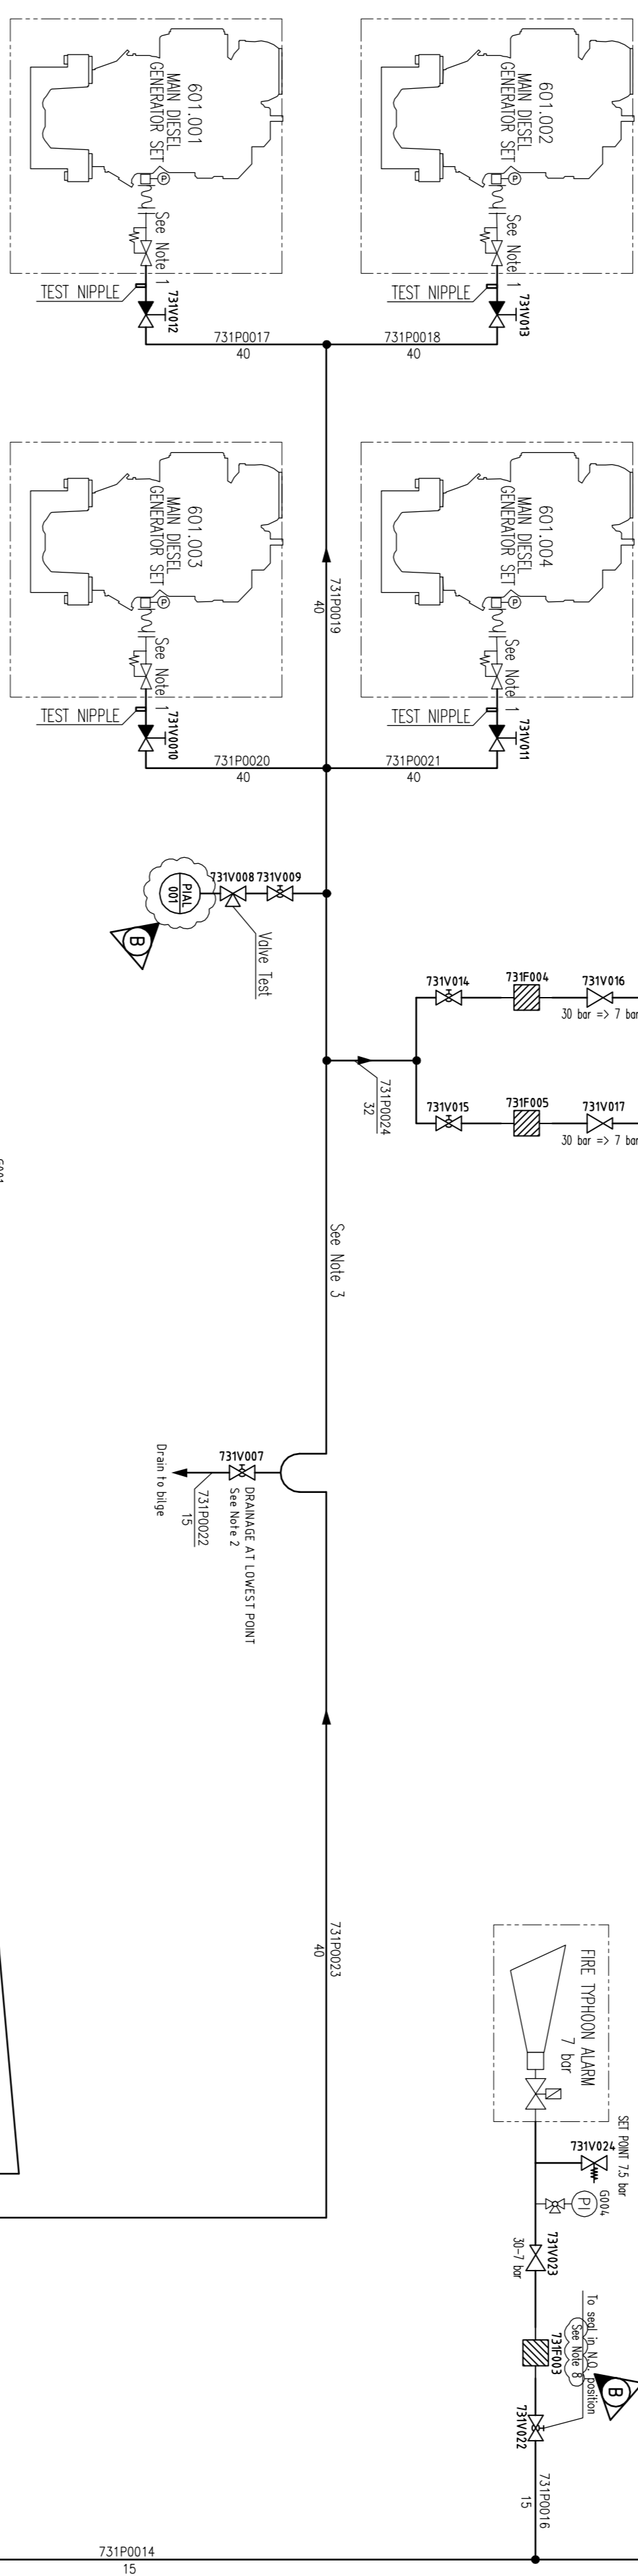 601.001
MAIN DIESEL
GENERATOR SET
P
See Note 1
TEST NIPPLE
731V012
601.002
MAIN DIESEL
GENERATOR SET
P
See Note 1
TEST NIPPLE
731V013
731P0017
40
731P0018
40
601.003
MAIN DIESEL
GENERATOR SET
P
See Note 1
TEST NIPPLE
731V0010
601.004
MAIN DIESEL
GENERATOR SET
P
See Note 1
TEST NIPPLE
731V011
731P0019
40
731P0020
40
731P0021
40
PIAL
001
731V008
731V009
Valve Test
B
731V014
731F004
731V016
30 bar => 7 bar
731P0024
32
731V015
731F005
731V017
30 bar => 7 bar
See Note 3
731V007
Drain to bilge
731P0022
15
DRAINAGE AT LOWEST POINT
See Note 2
731P0023
40
FIRE TYPHOON ALARM
7 bar
SET POINT 7.5 bar
731V024
G004
PI
731V023
30-7 bar
To seal in N.O. position
See Note 8
B
731F003
731V022
731P0016
15
731P0014
15